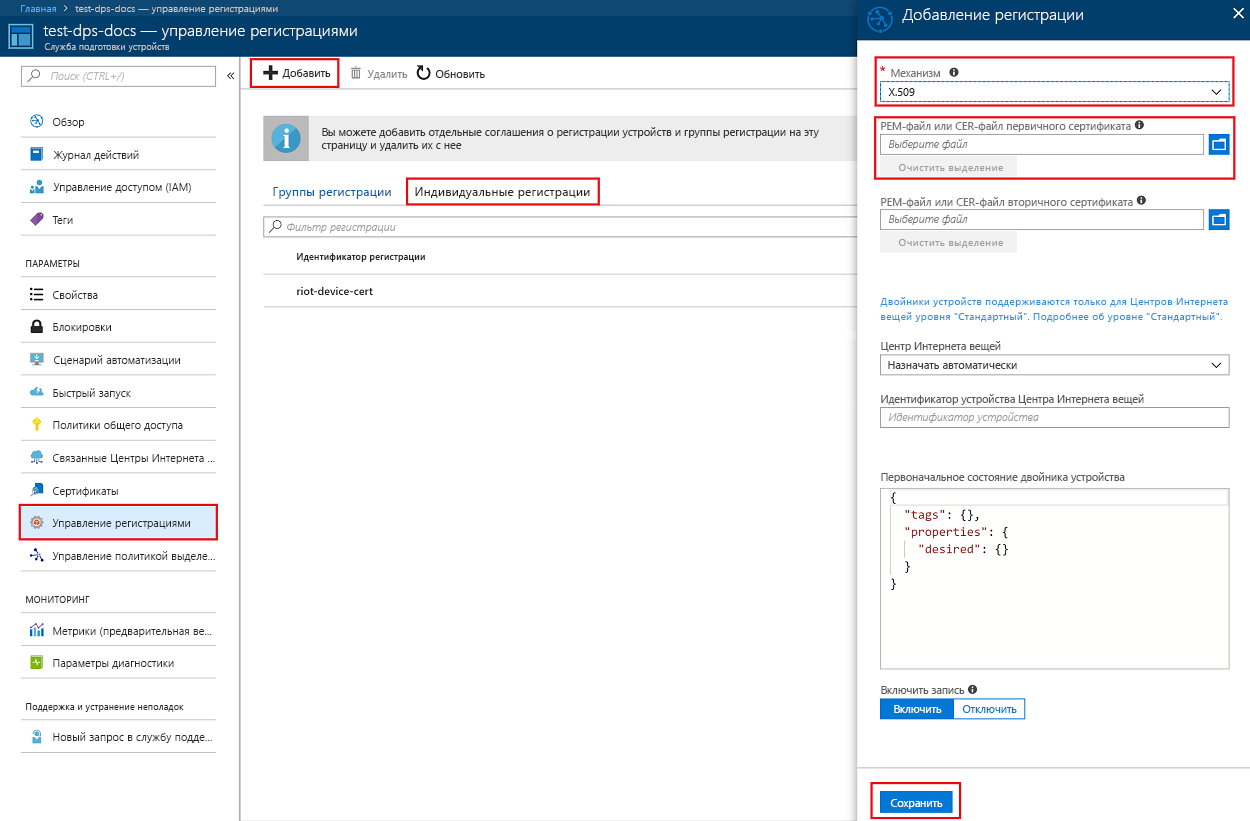 Главная > test-dps-docs — управление регистрациями
test-dps-docs — управление регистрациями
Служба подготовки устройств
Поиск (CTRL+/)
«
Обзор
Журнал действий
Управление доступом (IAM)
Теги
ПАРАМЕТРЫ
Свойства
Блокировки
Сценарий автоматизации
Быстрый запуск
Политики общего доступа
Связанные Центры Интернета ...
Сертификаты
Управление регистрациями
Управление политикой выделе...
МОНИТОРИНГ
Метрики (предварительная ве...
Параметры диагностики
Поддержка и устранение неполадок
Новый запрос в службу подде...
Добавить
Удалить
Обновить
Вы можете добавить отдельные соглашения о регистрации устройств и группы регистрации на эту
страницу и удалить их с нее
Группы регистрации
Индивидуальные регистрации
Фильтр регистрации
Идентификатор регистрации
riot-device-cert
Добавление регистрации
* Механизм
X.509
PEM-файл или CER-файл первичного сертификата
Выберите файл
Очистить выделение
PEM-файл или CER-файл вторичного сертификата
Выберите файл
Очистить выделение
Двойники устройств поддерживаются только для Центров Интернета
вещей уровня "Стандартный". Подробнее об уровне "Стандартный".
Центр Интернета вещей
Назначать автоматически
Идентификатор устройства Центра Интернета вещей
Идентификатор устройства
Первоначальное состояние двойника устройства
{
"tags": {},
"properties": {
"desired": {}
}
}
Включить запись
Включить
Отключить
Сохранить